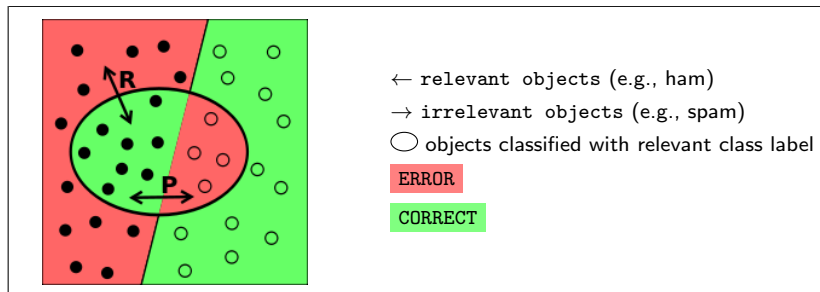 R
P
← relevant objects (e.g., ham)
→ irrelevant objects (e.g., spam)
objects classified with relevant class label
ERROR
CORRECT